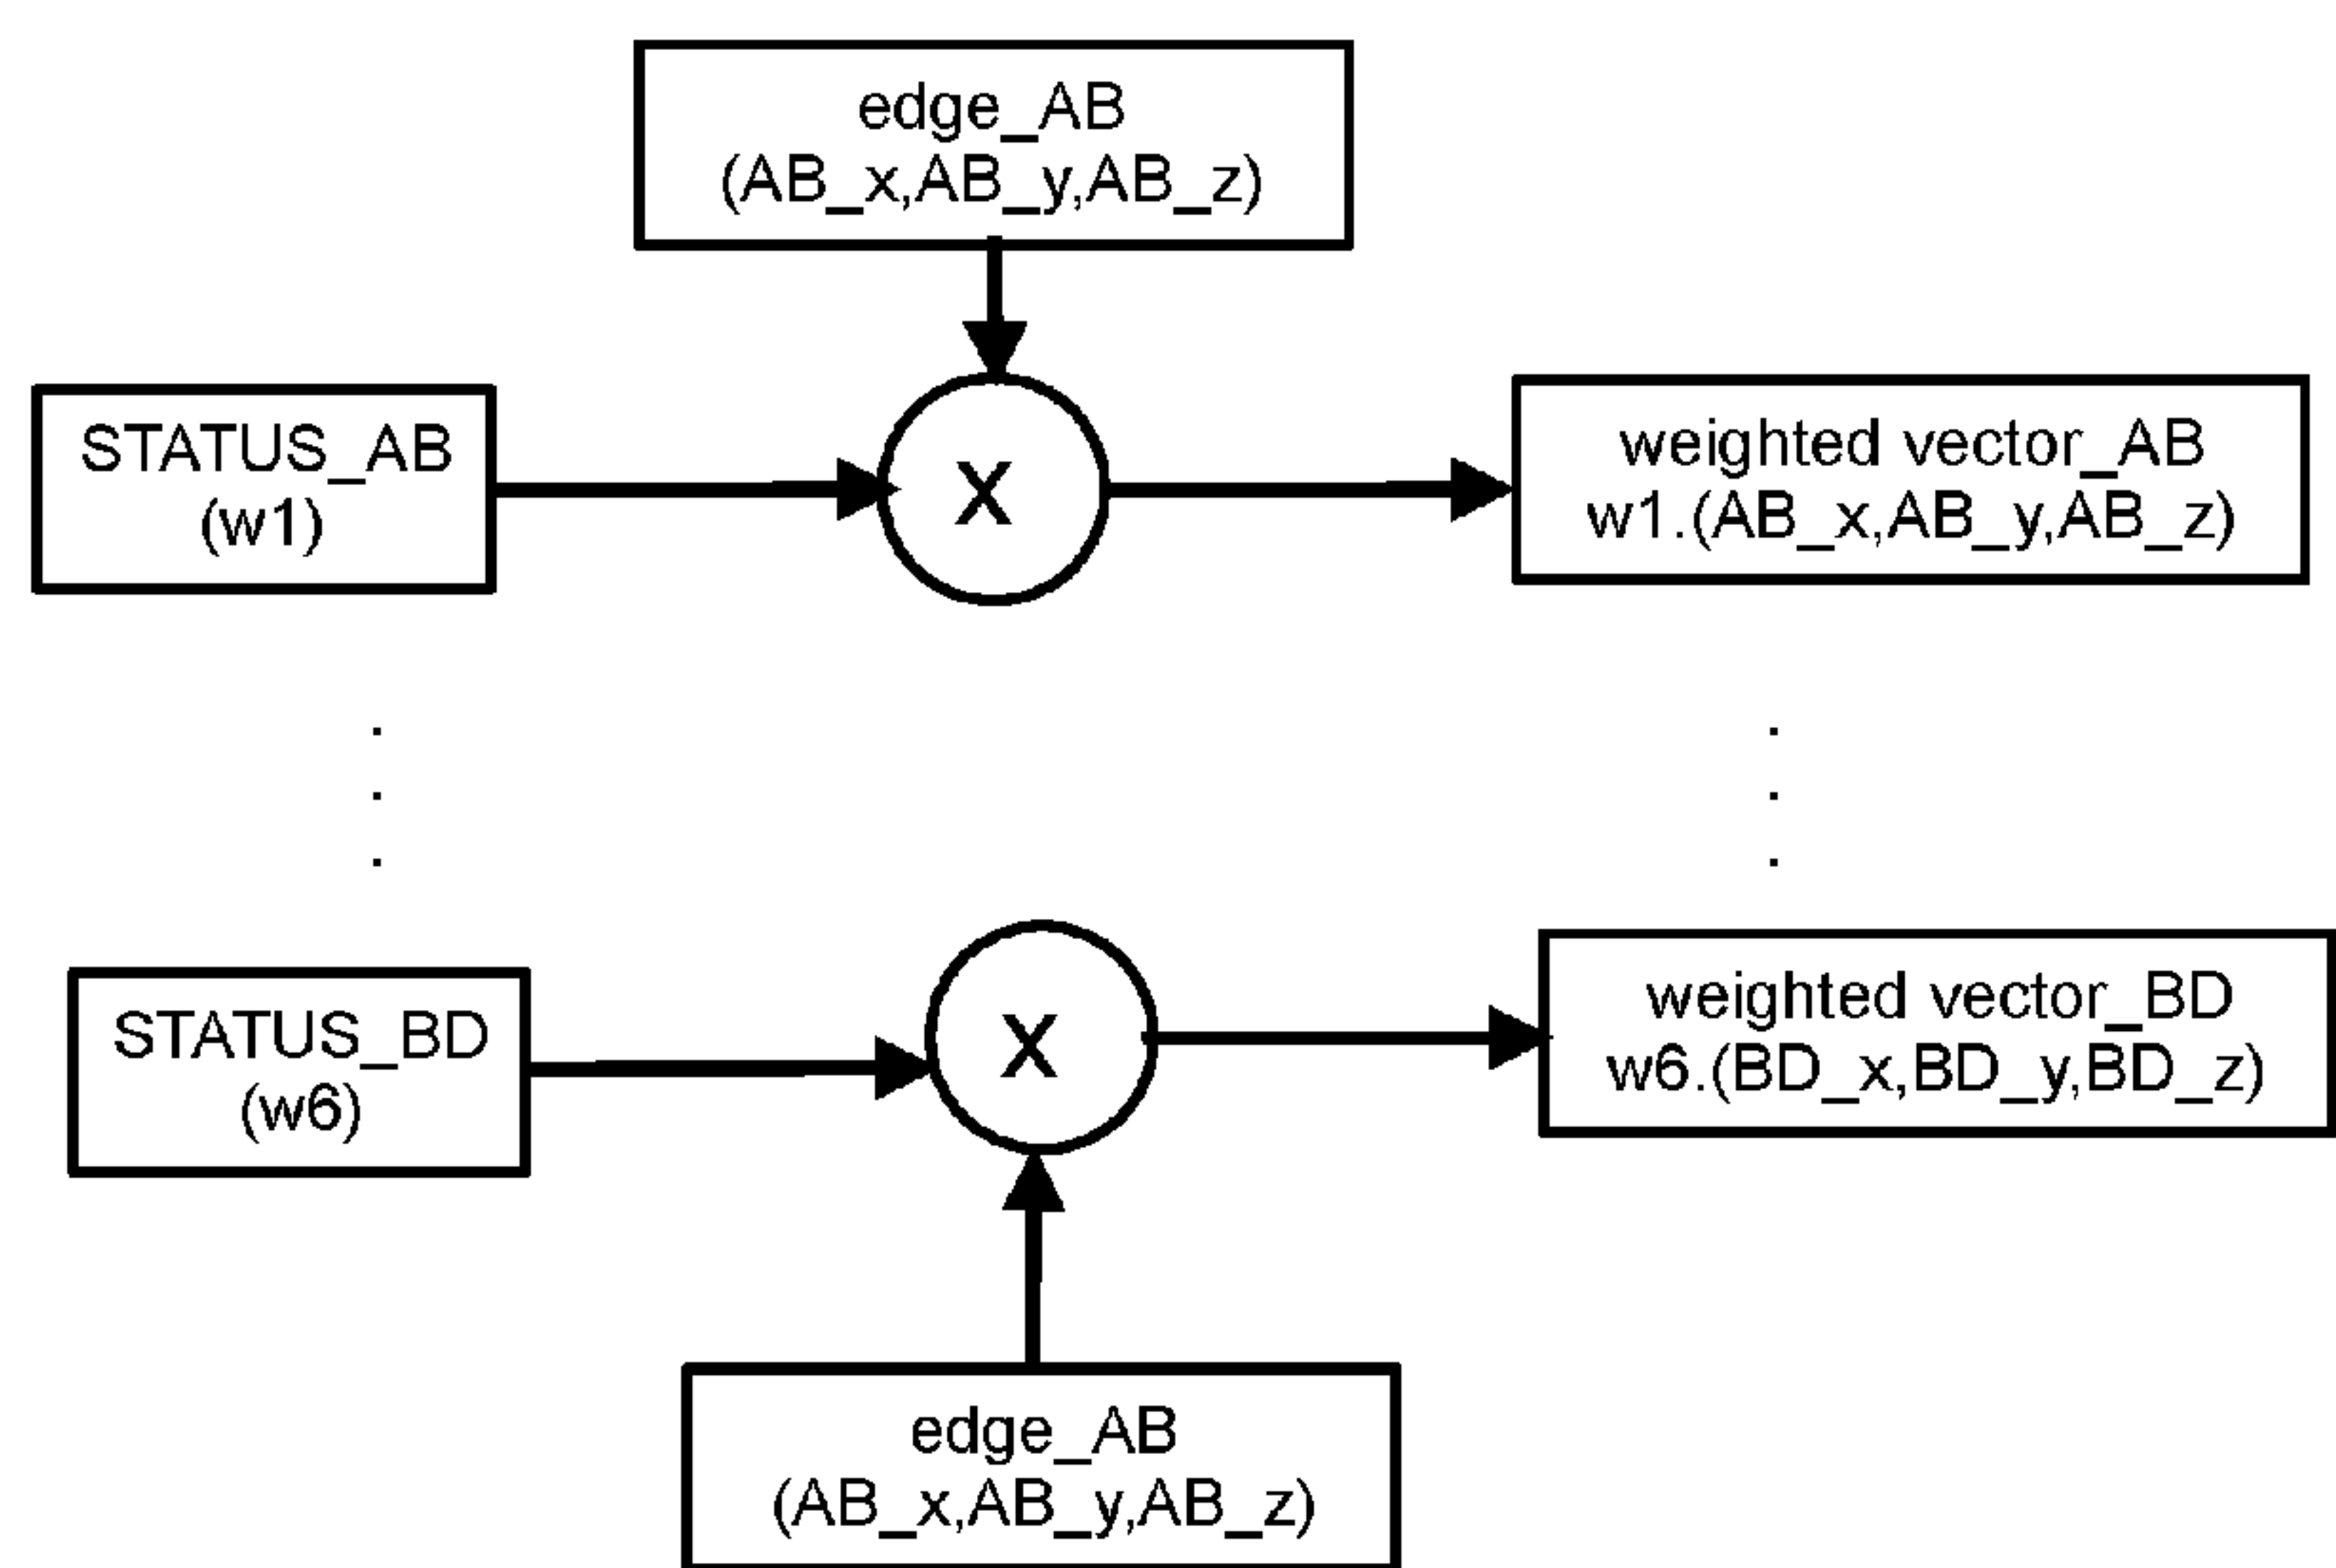 edge_AB
(AB_x,AB_y,AB_z)
STATUS_AB
(w1)
X
weighted vector_AB
w1.(AB_x,AB_y,AB_z)
.
.
.
.
.
.
STATUS_BD
(w6)
X
weighted vector_BD
w6.(BD_x,BD_y,BD_z)
edge_AB
(AB_x,AB_y,AB_z)